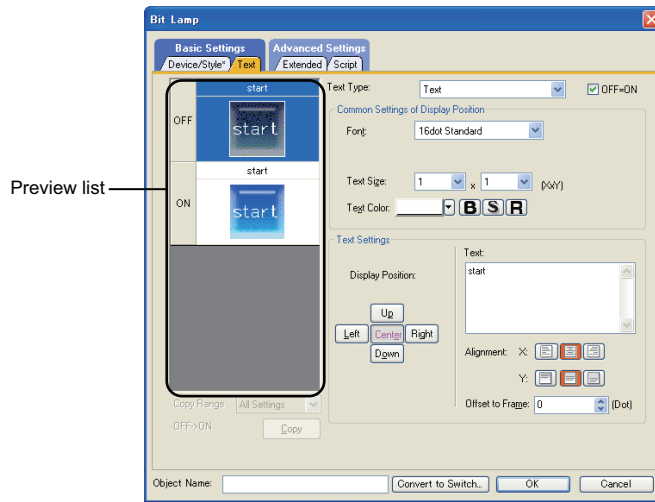 Bit Lamp
Basic Settings Advanced Settings
Device/Style* Text Extended Script
Preview list
start
OFF
start
start
ON
start
Copy Range All Settings
OFF->ON Copy
Text Type: Text OFF=ON
Common Settings of Display Position
Font: 16dot Standard
Text Size: 1 x 1 (XxY)
Text Color: B S R
Text Settings
Display Position:
Up
Left Center Right
Down
Text:
start
Alignment: X:
Y:
Offset to Frame: 0 (Dot)
Object Name: Convert to Switch... OK Cancel